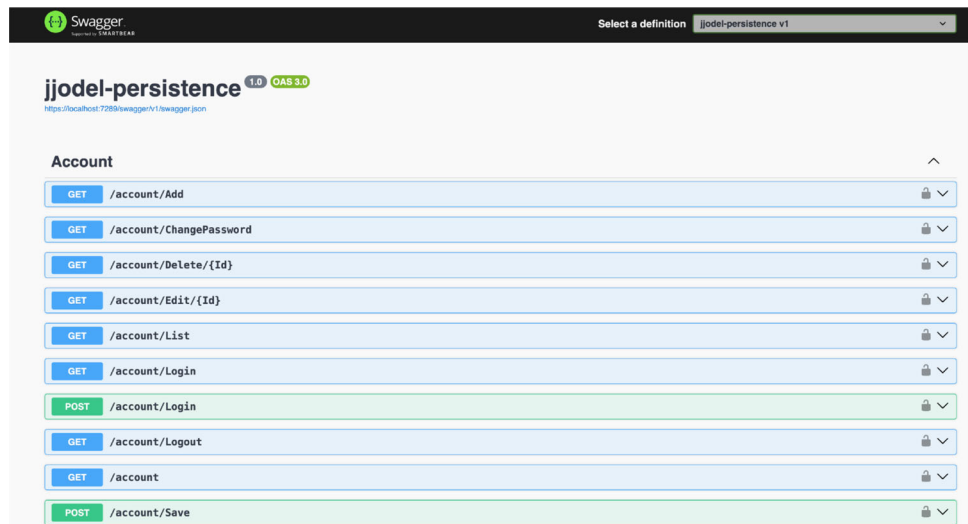 Swagger.
Supported by SMARTBEAR
Select a definition
jjodel-persistence v1
jjodel-persistence 1.0 OAS 3.0
https://localhost:7289/swagger/v1/swagger.json
Account
GET /account/Add
GET /account/ChangePassword
GET /account/Delete/{Id}
GET /account/Edit/{Id}
GET /account/List
GET /account/Login
POST /account/Login
GET /account/Logout
GET /account
POST /account/Save